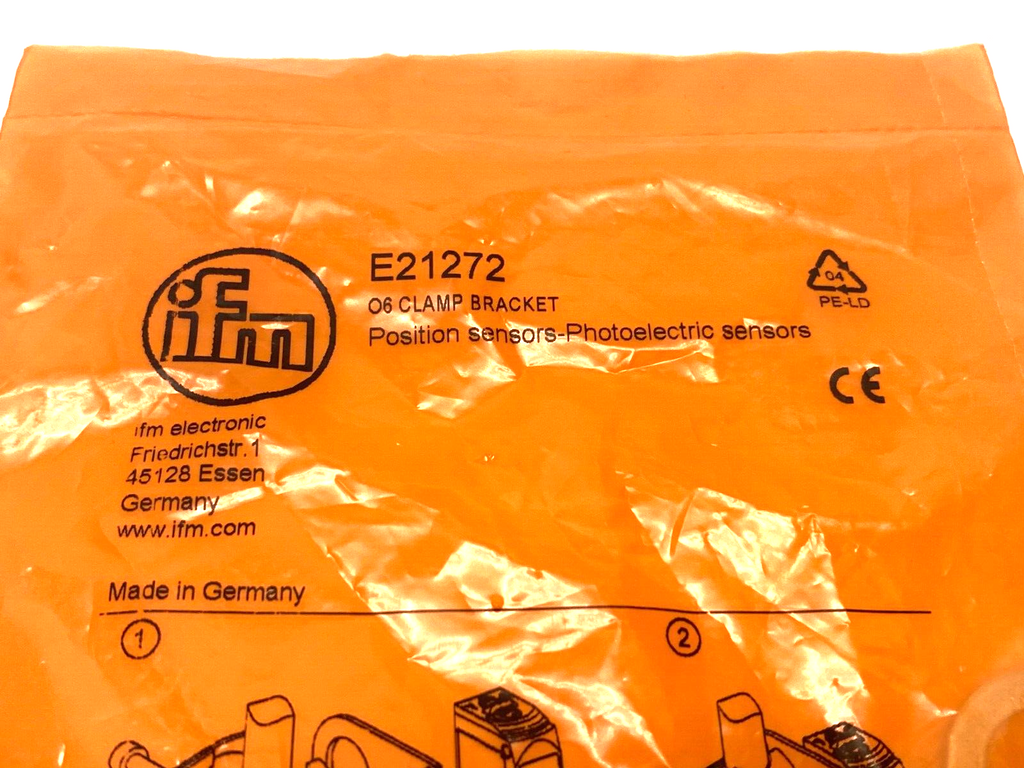 ifm
E21272
O6 CLAMP BRACKET
Position sensors-Photoelectric sensors
04
PE-LD
CE
ifm electronic
Friedrichstr.1
45128 Essen
Germany
www.ifm.com
Made in Germany
1
2